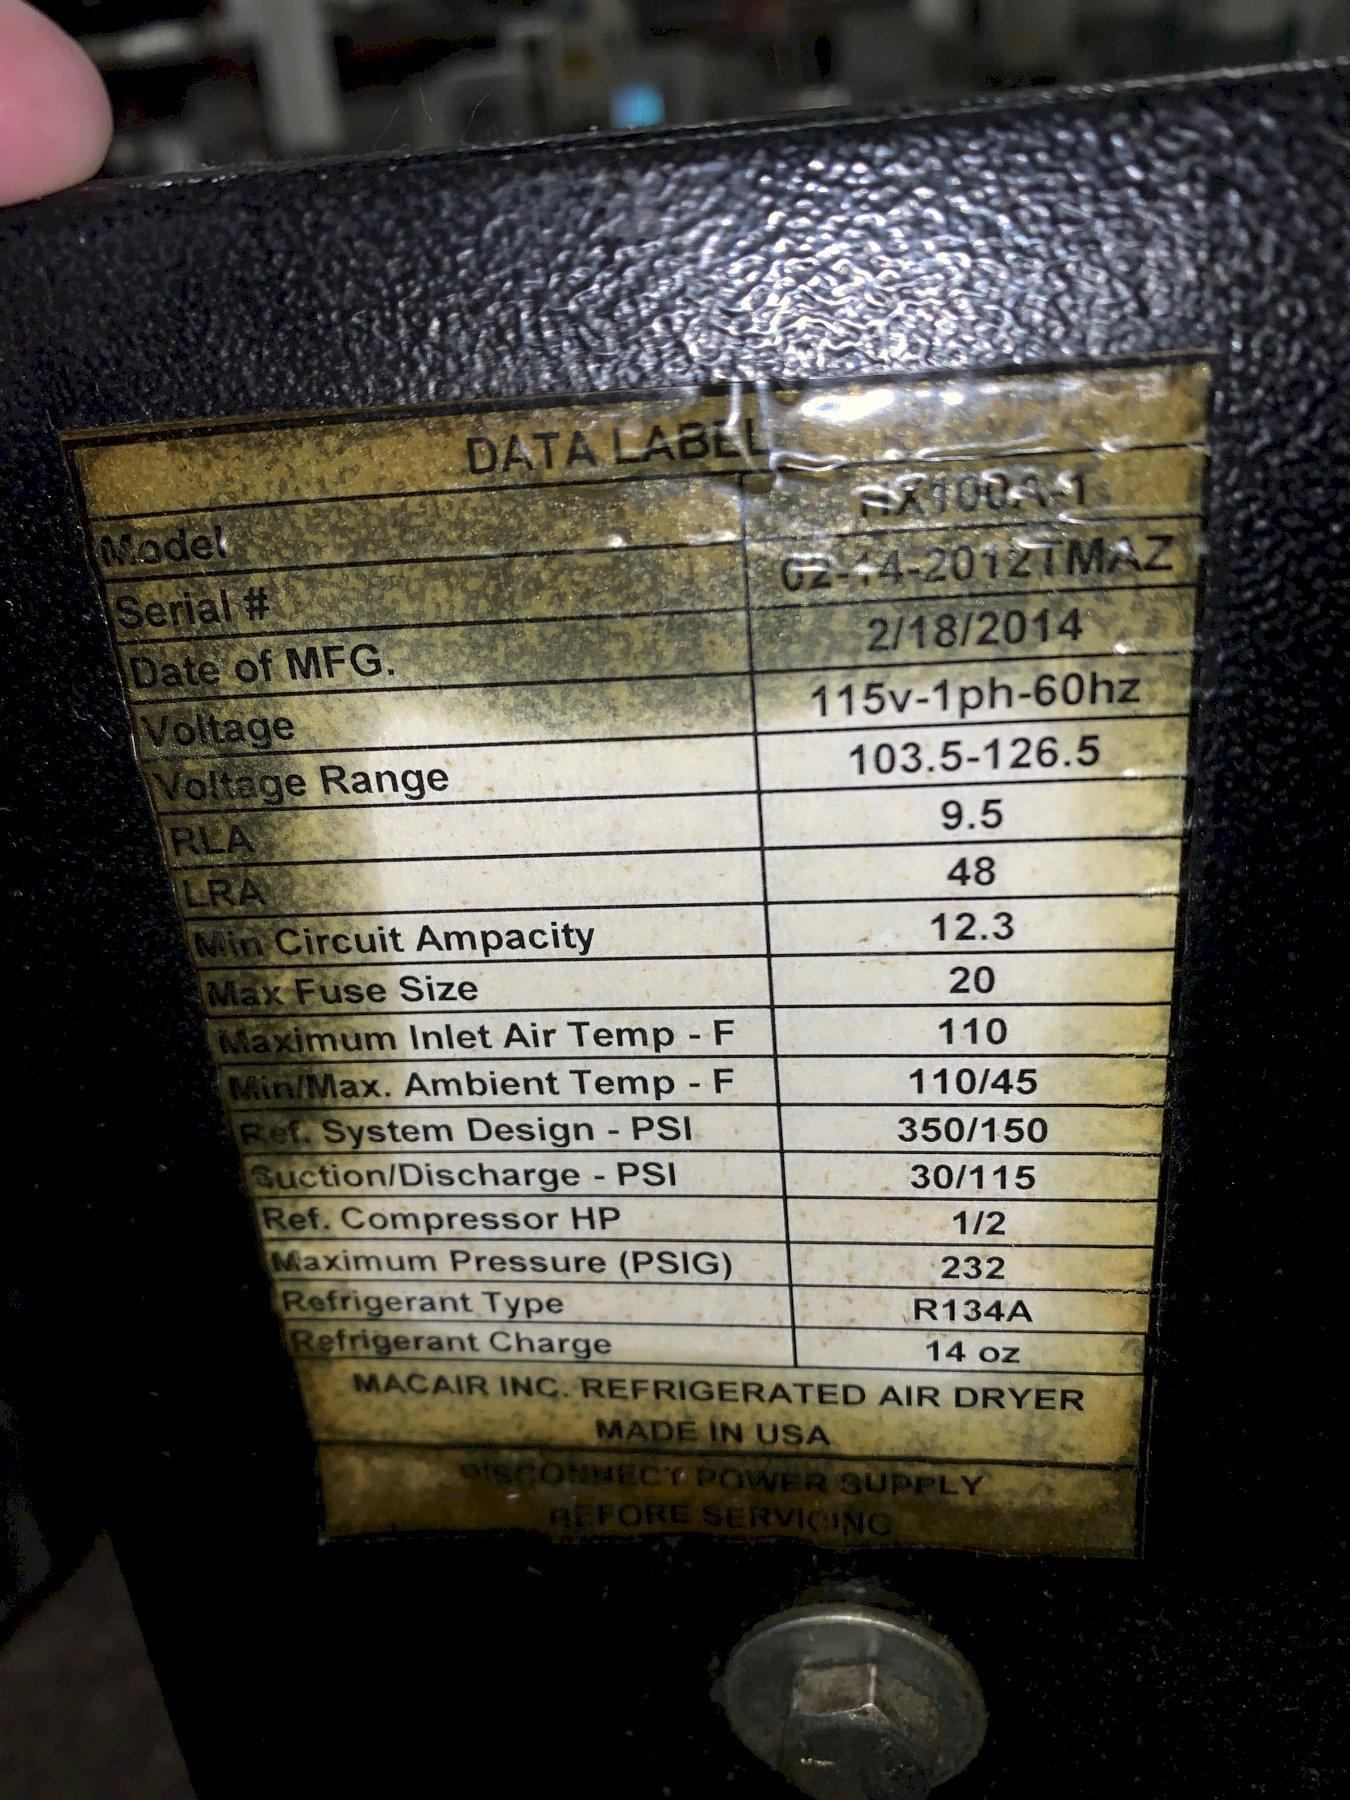 DATA LABEL
Model
Serial # 02-14-2012TMAZ
Date of MFG. 2/18/2014
Voltage 115v-1ph-60hz
Voltage Range 103.5-126.5
RLA 9.5
LRA 48
Min Circuit Ampacity 12.3
Max Fuse Size 20
Maximum Inlet Air Temp - F 110
Min/Max. Ambient Temp - F 110/45
Ref. System Design - PSI 350/150
Suction/Discharge - PSI 30/115
Ref. Compressor HP 1/2
Maximum Pressure (PSIG) 232
Refrigerant Type R134A
Refrigerant Charge 14 oz
MACAIR INC. REFRIGERATED AIR DRYER
MADE IN USA
DISCONNECT POWER SUPPLY
BEFORE SERVICING